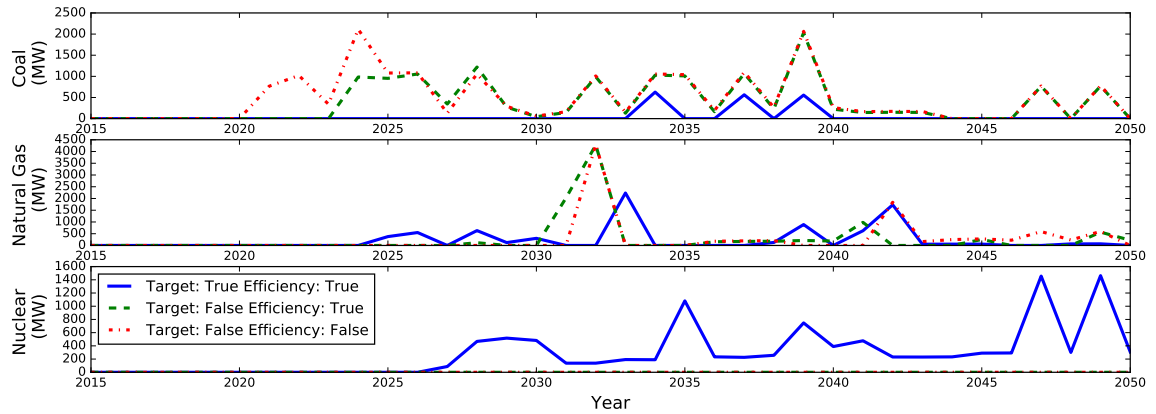 2500
2000
1500
1000
500
0
Coal
(MW)
2015 2020 2025 2030 2035 2040 2045 2050
4500
4000
3500
3000
2500
2000
1500
1000
500
0
Natural Gas
(MW)
2015 2020 2025 2030 2035 2040 2045 2050
1600
1400
1200
1000
800
600
400
200
0
Nuclear
(MW)
Target: True Efficiency: True
Target: False Efficiency: True
Target: False Efficiency: False
2015 2020 2025 2030 2035 2040 2045 2050
Year